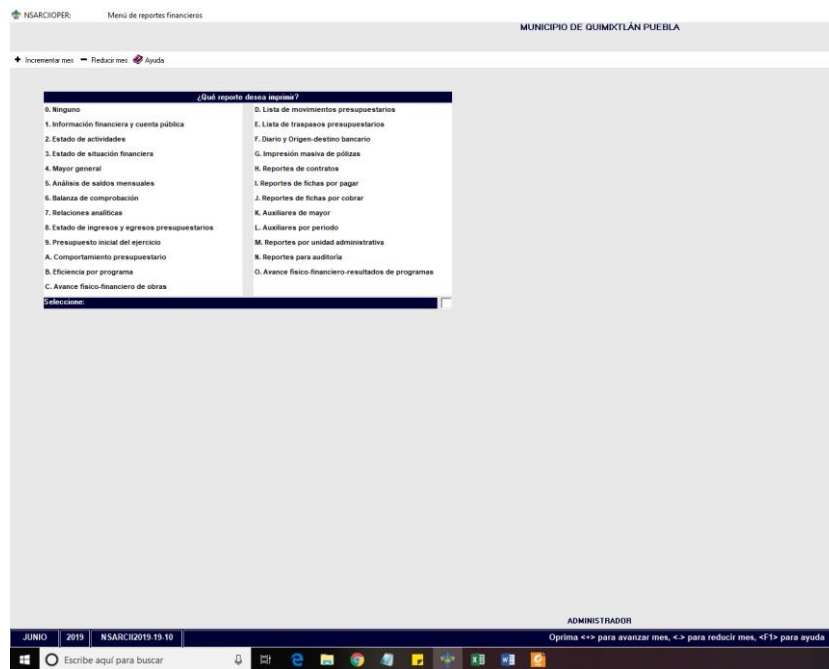 NSARCIIOPER: Menú de reportes financieros
MUNICIPIO DE QUIMIXTLÁN PUEBLA
Incrementar mes Reducir mes Ayuda
¿Qué reporte desea imprimir?
0. Ninguno
1. Información financiera y cuenta pública
2. Estado de actividades
3. Estado de situación financiera
4. Mayor general
5. Análisis de saldos mensuales
6. Balanza de comprobación
7. Relaciones analíticas
8. Estado de ingresos y egresos presupuestarios
9. Presupuesto inicial del ejercicio
A. Comportamiento presupuestario
B. Eficiencia por programa
C. Avance físico-financiero de obras
D. Lista de movimientos presupuestarios
E. Lista de traspasos presupuestarios
F. Diario y Origen-destino bancario
G. Impresión masiva de pólizas
H. Reportes de contratos
I. Reportes de fichas por pagar
J. Reportes de fichas por cobrar
K. Auxiliares de mayor
L. Auxiliares por periodo
M. Reportes por unidad administrativa
N. Reportes para auditoría
O. Avance físico-financiero-resultados de programas
Seleccione:
ADMINISTRADOR
JUNIO 2019 NSARCII2019-19-10 Oprima <+> para avanzar mes, <-> para reducir mes, <F1> para ayuda
Escribe aquí para buscar